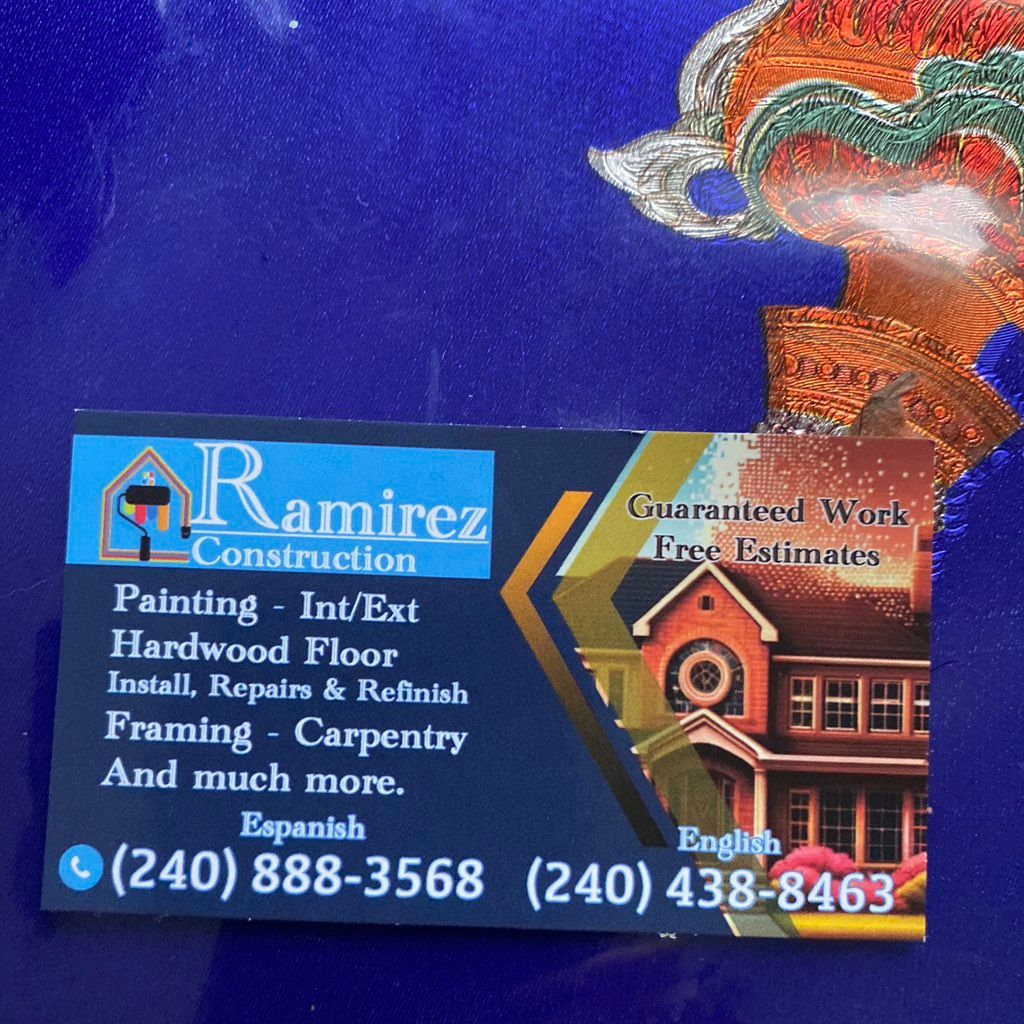 Ramirez
Construction
Painting - Int/Ext
Hardwood Floor
Install, Repairs & Refinish
Framing - Carpentry
And much more.
Espanish
(240) 888-3568
Guaranteed Work
Free Estimates
English
(240) 438-8463